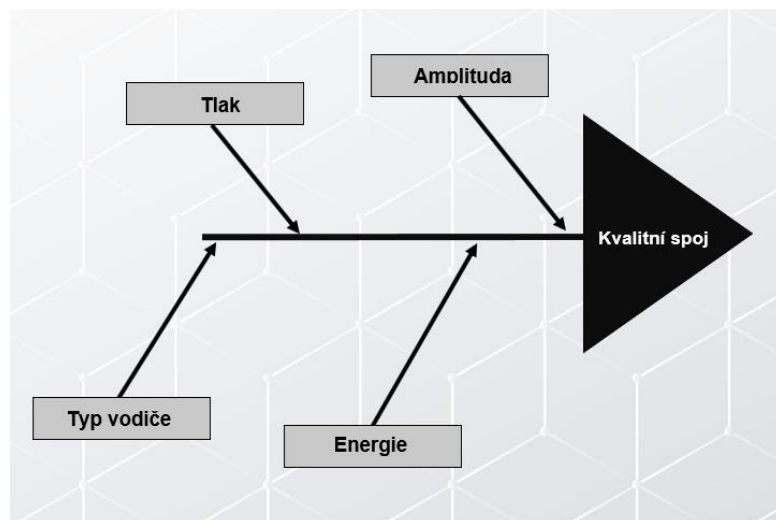 Amplituda
Tlak
Kvalitní spoj
Typ vodiče
Energie